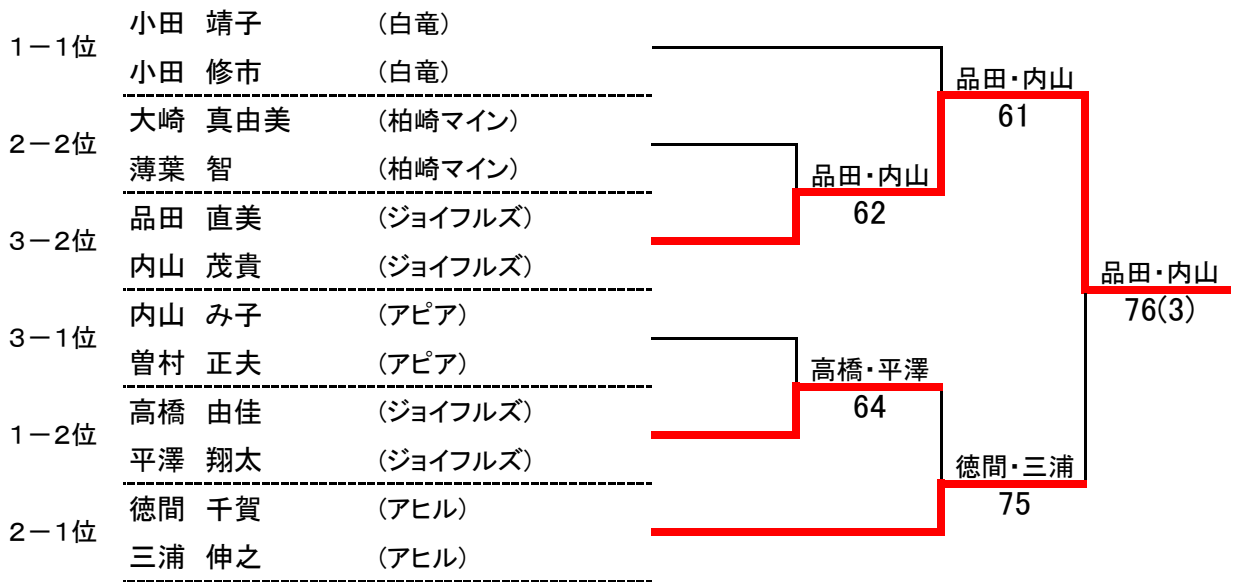 小田 靖子 (白竜)
1-1位
小田 修市 (白竜)
品田・内山
61
大崎 真由美 (柏崎マイン)
2-2位
薄葉 智 (柏崎マイン)
品田・内山
62
品田 直美 (ジョイフルズ)
3-2位
内山 茂貴 (ジョイフルズ)
品田・内山
76(3)
内山 み子 (アピア)
3-1位
曽村 正夫 (アピア)
高橋・平澤
64
高橋 由佳 (ジョイフルズ)
1-2位
平澤 翔太 (ジョイフルズ)
徳間・三浦
75
徳間 千賀 (アヒル)
2-1位
三浦 伸之 (アヒル)